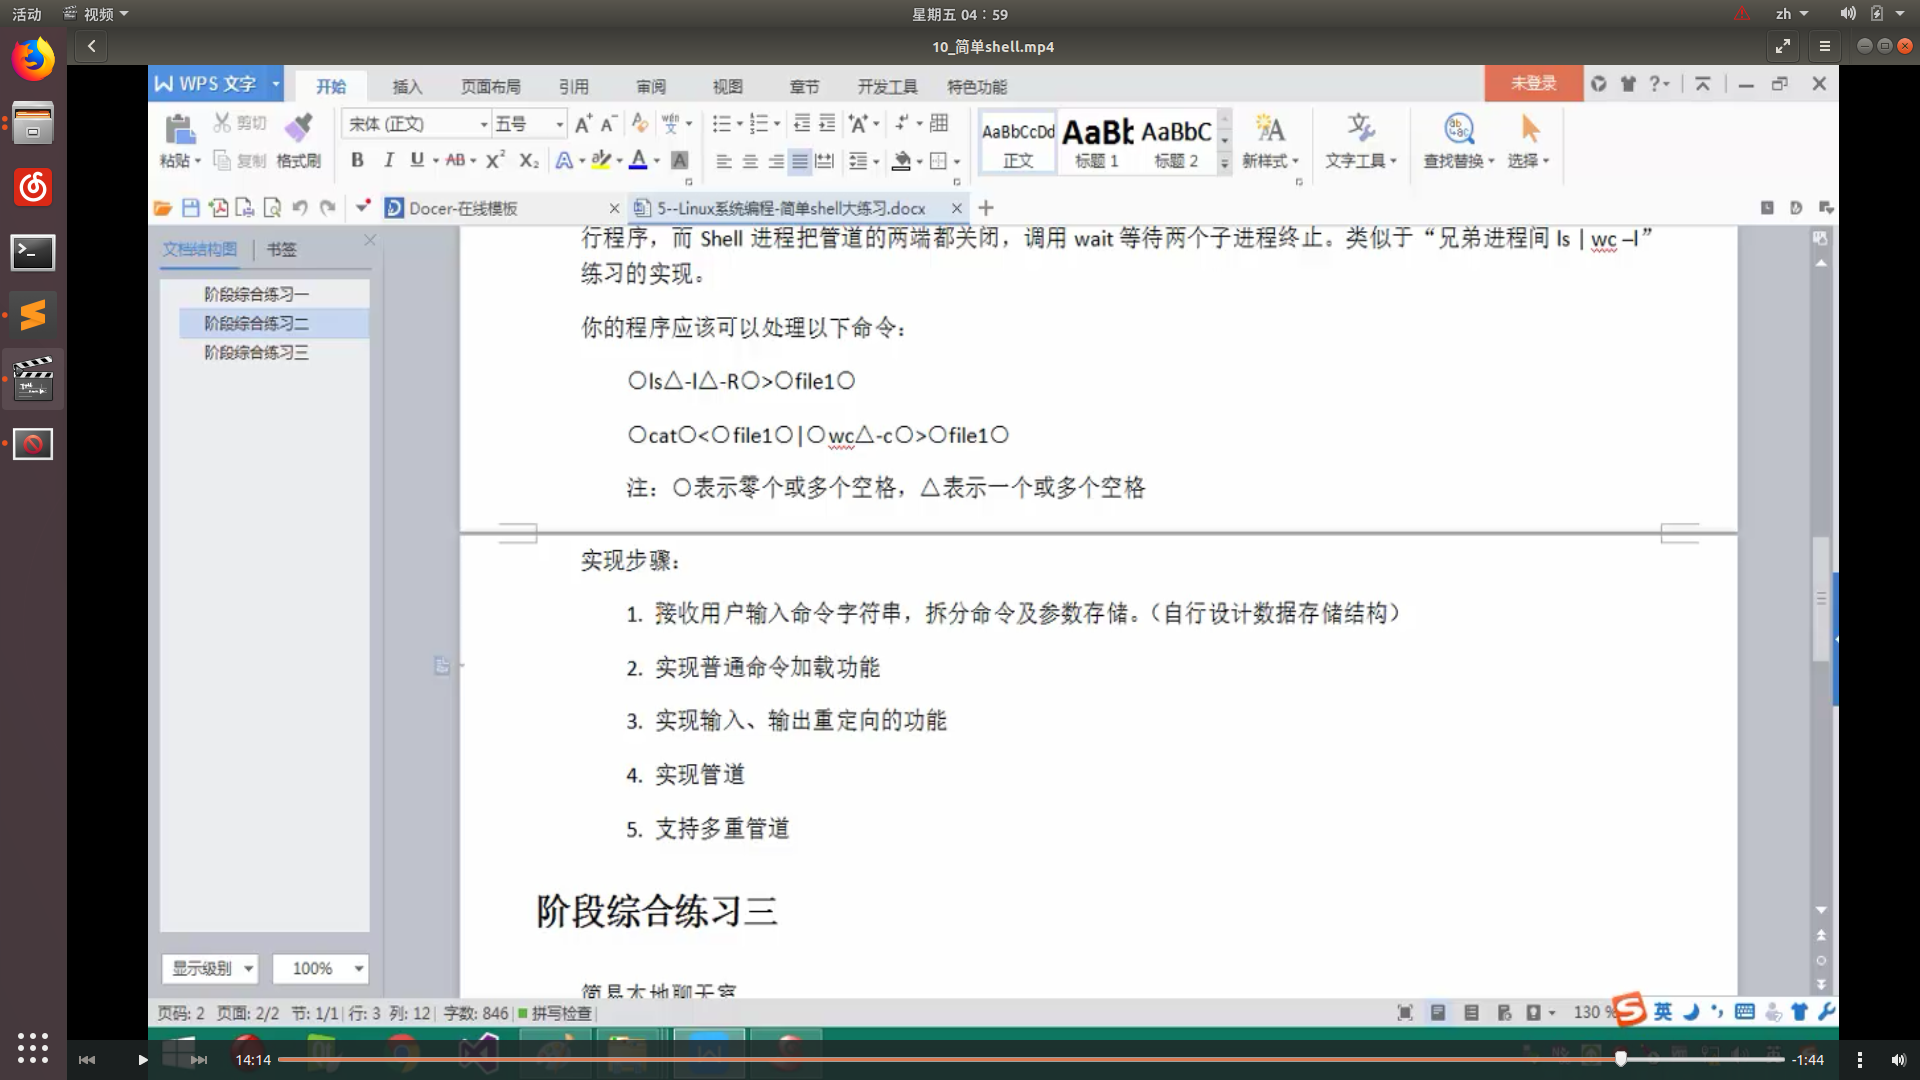 活动
视频
星期五 04：59
zh
10_简单shell.mp4
WPS 文字
开始
插入
页面布局
引用
审阅
视图
章节
开发工具
特色功能
未登录
粘贴
剪切
复制
格式刷
宋体 (正文)
五号
AaBbCcDd
正文
AaBb
标题 1
AaBbC
标题 2
新样式
文字工具
查找替换
选择
Docer-在线模板
5--Linux系统编程-简单shell大练习.docx
文档结构图
书签
阶段综合练习一
阶段综合练习二
阶段综合练习三
行程序，而 Shell 进程把管道的两端都关闭，调用 wait 等待两个子进程终止。类似于“兄弟进程间 ls | wc –l”
练习的实现。
你的程序应该可以处理以下命令：
○ls△-l△-R○>○file1○
○cat○<○file1○|○wc△-c○>○file1○
注：○表示零个或多个空格，△表示一个或多个空格
实现步骤：
1. 接收用户输入命令字符串，拆分命令及参数存储。（自行设计数据存储结构）
2. 实现普通命令加载功能
3. 实现输入、输出重定向的功能
4. 实现管道
5. 支持多重管道
阶段综合练习三
简易本地聊天室
显示级别
100%
页码: 2 页面: 2/2 节: 1/1 行: 3 列: 12 字数: 846 拼写检查
130 %
英
14:14
-1:44